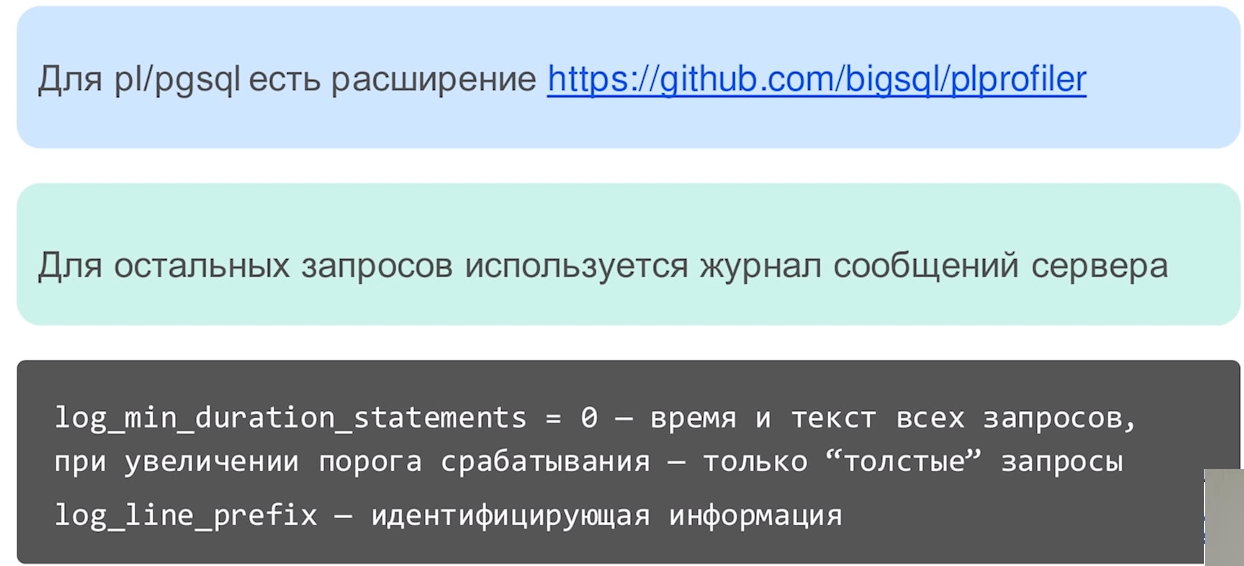 Для pl/pgsql есть расширение https://github.com/bigsql/plprofiler
Для остальных запросов используется журнал сообщений сервера
log_min_duration_statements = 0 — время и текст всех запросов,
при увеличении порога срабатывания — только “толстые” запросы
log_line_prefix — идентифицирующая информация